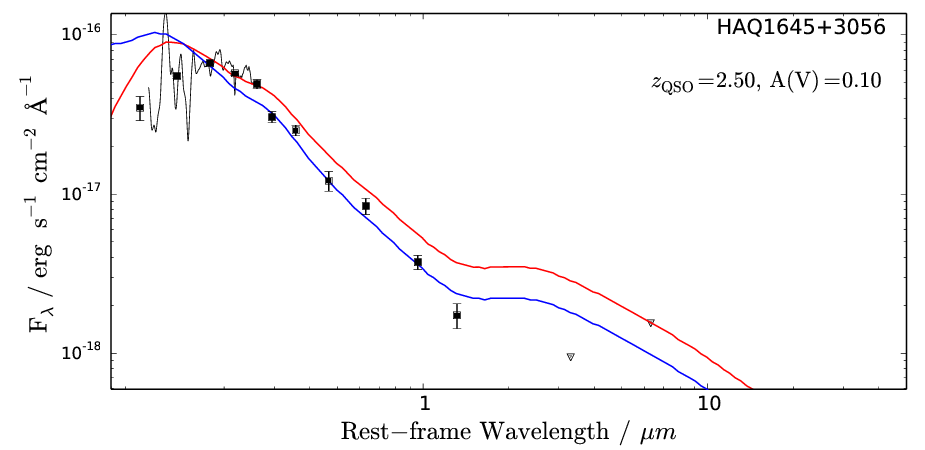 HAQ1645+3056
z_QSO=2.50, A(V)=0.10
10^-16
10^-17
10^-18
F_λ / erg s^−1 cm^−2 Å^−1
1
10
Rest−frame Wavelength / μm